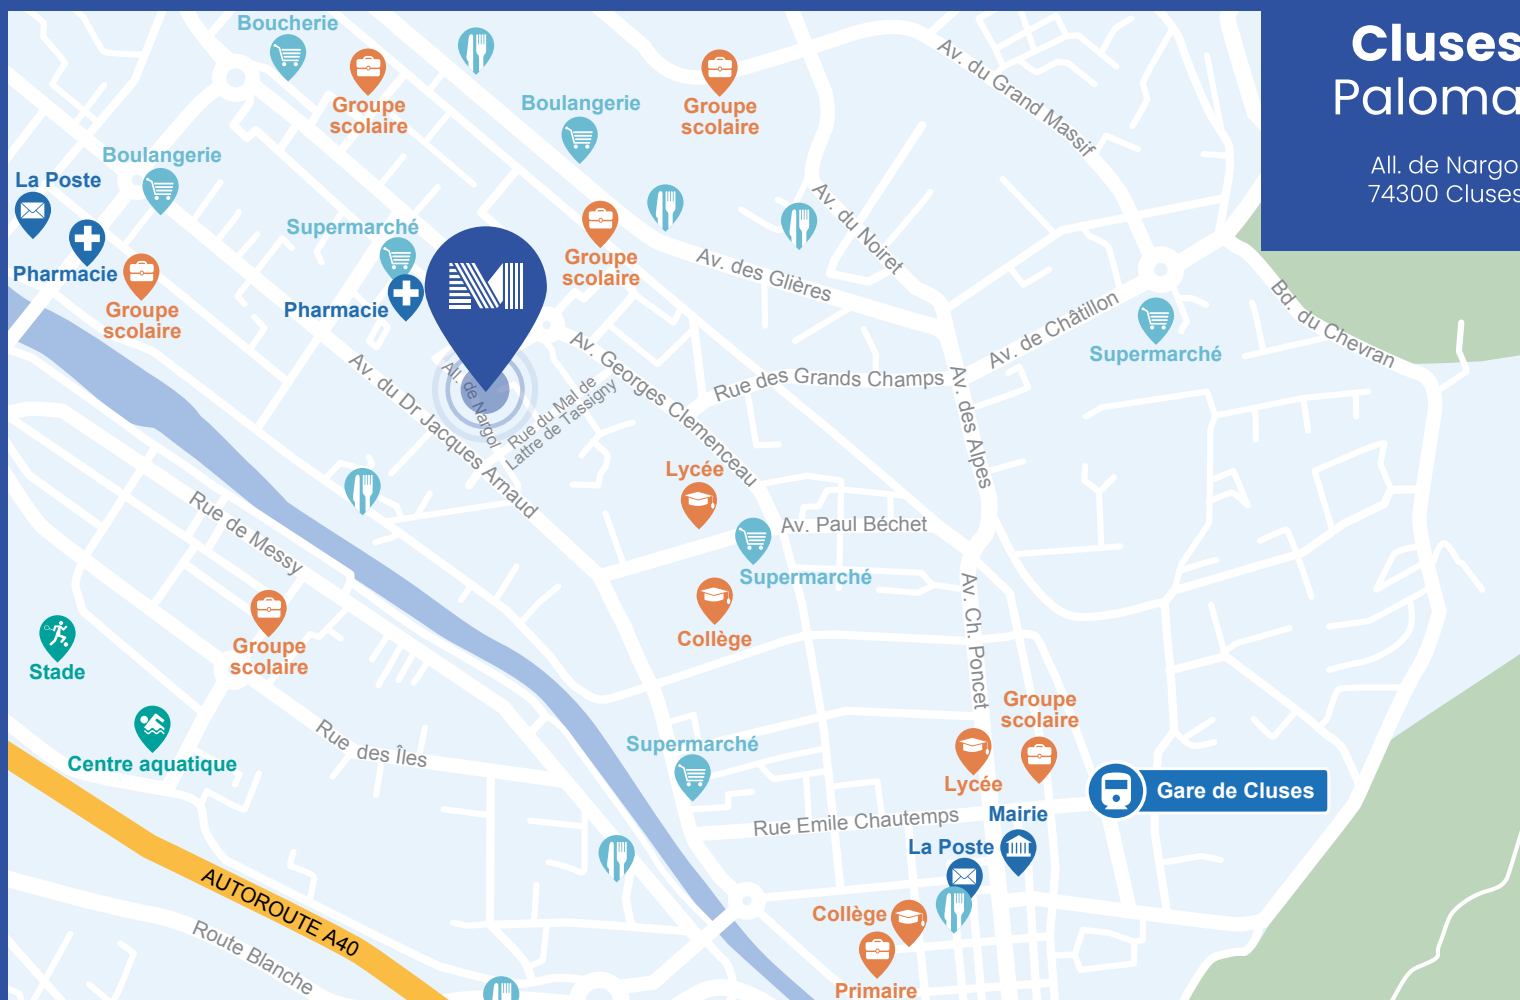 Cluses
Paloma
All. de Nargo
74300 Cluses
Boucherie
Groupe
scolaire
Boulangerie
Groupe
scolaire
Av. du Grand Massif
Boulangerie
La Poste
Pharmacie
Groupe
scolaire
Supermarché
Pharmacie
Groupe
scolaire
Av. du Noiret
Av. des Glières
Av. de Châtillon
Supermarché
Bd. du Chevran
Av. du Dr Jacques Arnaud
All. de Nargol
Rue du Mal de
Lattre de Tassigny
Av. Georges Clemenceau
Rue des Grands Champs
Av. des Alpes
Lycée
Av. Paul Béchet
Supermarché
Collège
Rue de Messy
Groupe
scolaire
Stade
Centre aquatique
Rue des Îles
Av. Ch. Poncet
Groupe
scolaire
Lycée
Supermarché
Gare de Cluses
Rue Emile Chautemps
Mairie
La Poste
Collège
Primaire
AUTOROUTE A40
Route Blanche